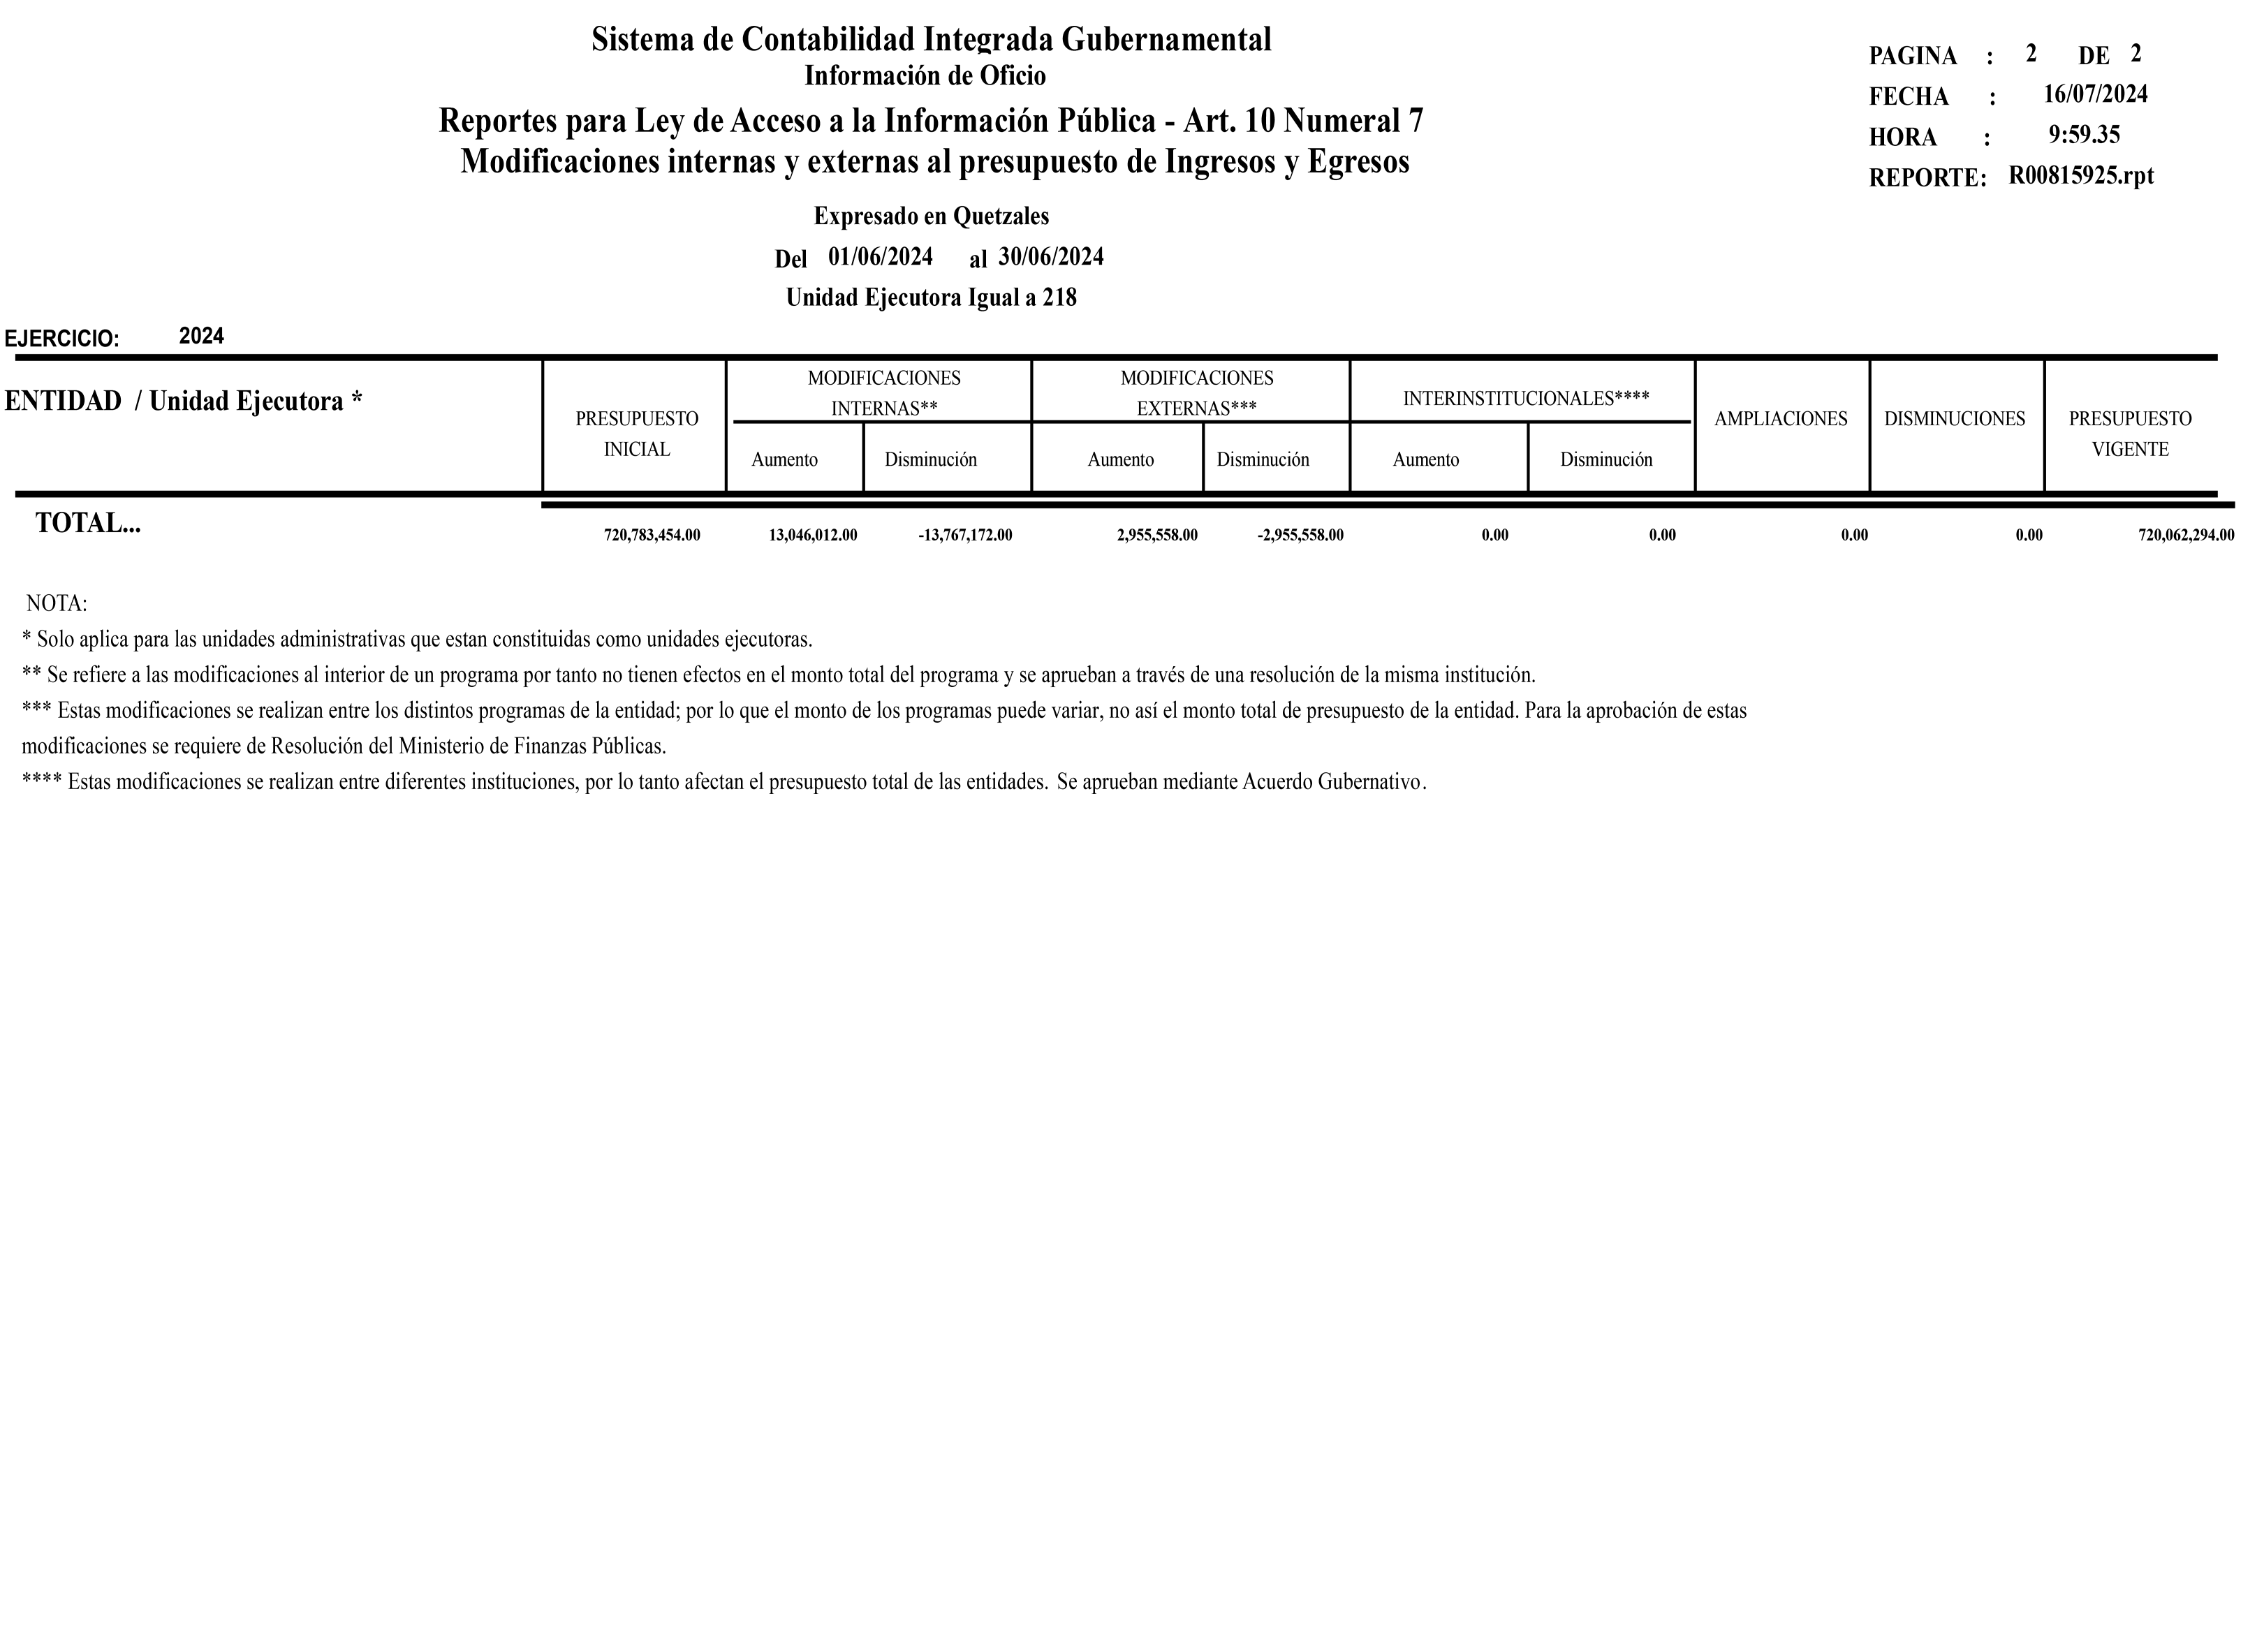 Sistema de Contabilidad Integrada Gubernamental
Información de Oficio
Reportes para Ley de Acceso a la Información Pública - Art. 10 Numeral 7
Modificaciones internas y externas al presupuesto de Ingresos y Egresos
Expresado en Quetzales
Del 01/06/2024 al 30/06/2024
Unidad Ejecutora Igual a 218
PAGINA : 2 DE 2
FECHA : 16/07/2024
HORA : 9:59.35
REPORTE: R00815925.rpt
EJERCICIO: 2024
ENTIDAD / Unidad Ejecutora *
PRESUPUESTO
INICIAL
MODIFICACIONES
INTERNAS**
Aumento Disminución
MODIFICACIONES
EXTERNAS***
Aumento Disminución
INTERINSTITUCIONALES****
Aumento Disminución
AMPLIACIONES
DISMINUCIONES
PRESUPUESTO
VIGENTE
TOTAL...
720,783,454.00 13,046,012.00 -13,767,172.00 2,955,558.00 -2,955,558.00 0.00 0.00 0.00 0.00 720,062,294.00
NOTA:
* Solo aplica para las unidades administrativas que estan constituidas como unidades ejecutoras.
** Se refiere a las modificaciones al interior de un programa por tanto no tienen efectos en el monto total del programa y se aprueban a través de una resolución de la misma institución.
*** Estas modificaciones se realizan entre los distintos programas de la entidad; por lo que el monto de los programas puede variar, no así el monto total de presupuesto de la entidad. Para la aprobación de estas
modificaciones se requiere de Resolución del Ministerio de Finanzas Públicas.
**** Estas modificaciones se realizan entre diferentes instituciones, por lo tanto afectan el presupuesto total de las entidades. Se aprueban mediante Acuerdo Gubernativo.